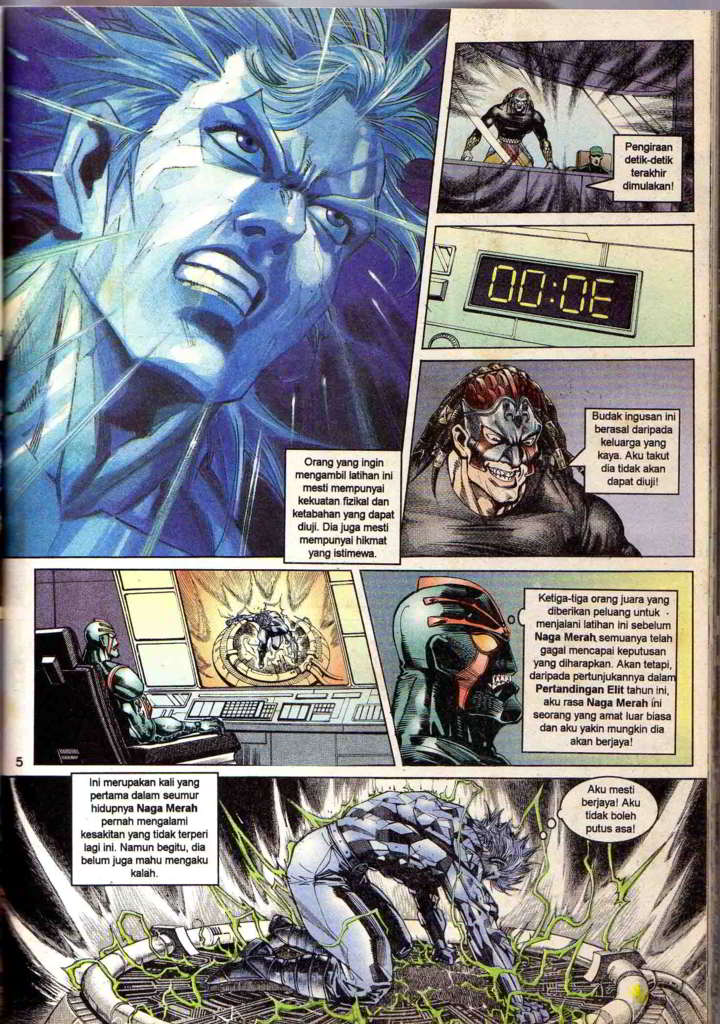 Pengiraan
detik-detik
terakhir
dimulakan!
00:0E
Orang yang ingin
mengambil latihan ini
mesti mempunyai
kekuatan fizikal dan
ketabahan yang dapat
diuji. Dia juga mesti
mempunyai hikmat
yang istimewa.
Budak ingusan ini
berasal daripada
keluarga yang
kaya. Aku takut
dia tidak akan
dapat diuji!
Ketiga-tiga orang juara yang
diberikan peluang untuk
menjalani latihan ini sebelum
Naga Merah, semuanya telah
gagal mencapai keputusan
yang diharapkan. Akan tetapi,
daripada pertunjukannya dalam
Pertandingan Elit tahun ini,
aku rasa Naga Merah ini
seorang yang amat luar biasa
dan aku yakin mungkin dia
akan berjaya!
5
Ini merupakan kali yang
pertama dalam seumur
hidupnya Naga Merah
pernah mengalami
kesakitan yang tidak terperi
lagi ini. Namun begitu, dia
belum juga mahu mengaku
kalah.
Aku mesti
berjaya! Aku
tidak boleh
putus asa!